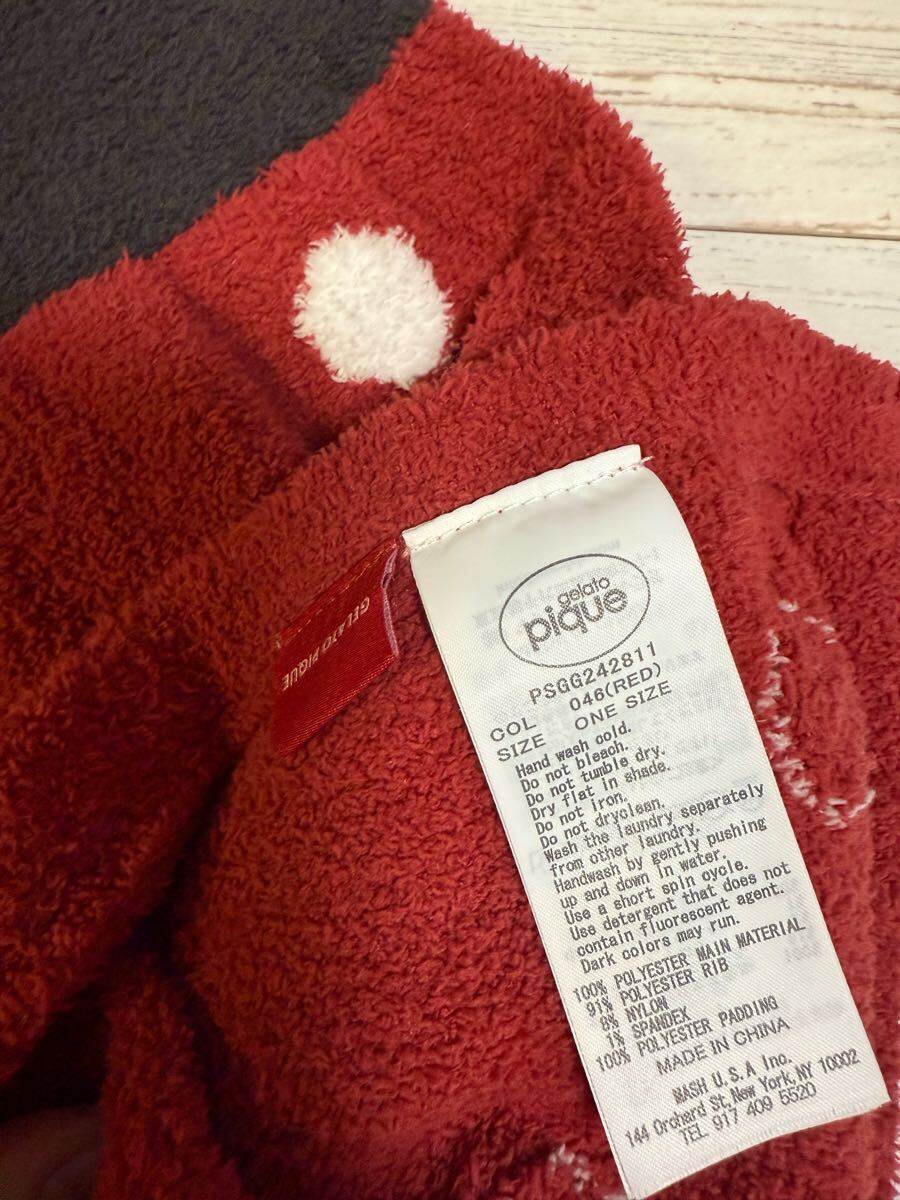 GELATO PIQUE
gelato
pique
PSGG242811
COL 046(RED)
SIZE ONE SIZE
Hand wash cold.
Do not bleach.
Do not tumble dry.
Dry flat in shade.
Do not iron.
Do not dryclean.
Wash the laundry separately
from other laundry.
Handwash by gently pushing
up and down in water.
Use a short spin cycle.
Use detergent that does not
contain fluorescent agent.
Dark colors may run.
100% POLYESTER MAIN MATERIAL
91% POLYESTER RIB
8% NYLON
1% SPANDEX
100% POLYESTER PADDING
MADE IN CHINA
MASH U.S.A Inc.
144 Orchard St, New York, NY 10002
TEL 917 409 5520